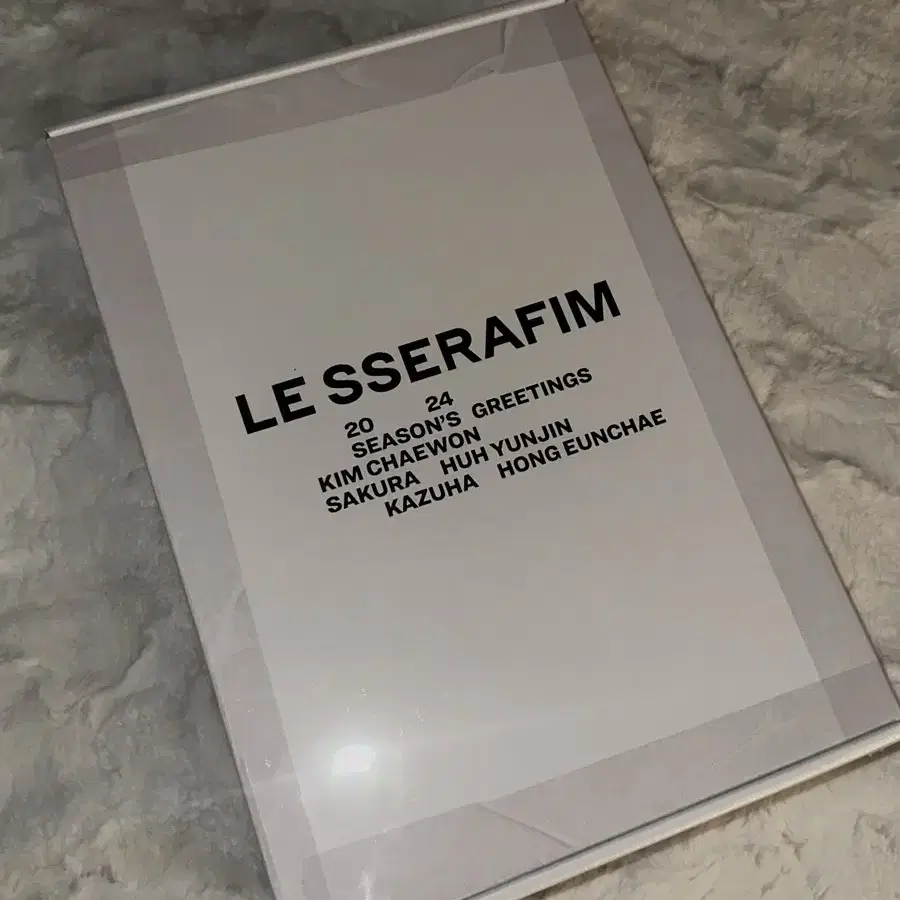 LE SSERAFIM
20 24
SEASON'S GREETINGS
KIM CHAEWON
SAKURA HUH YUNJIN
KAZUHA HONG EUNCHAE